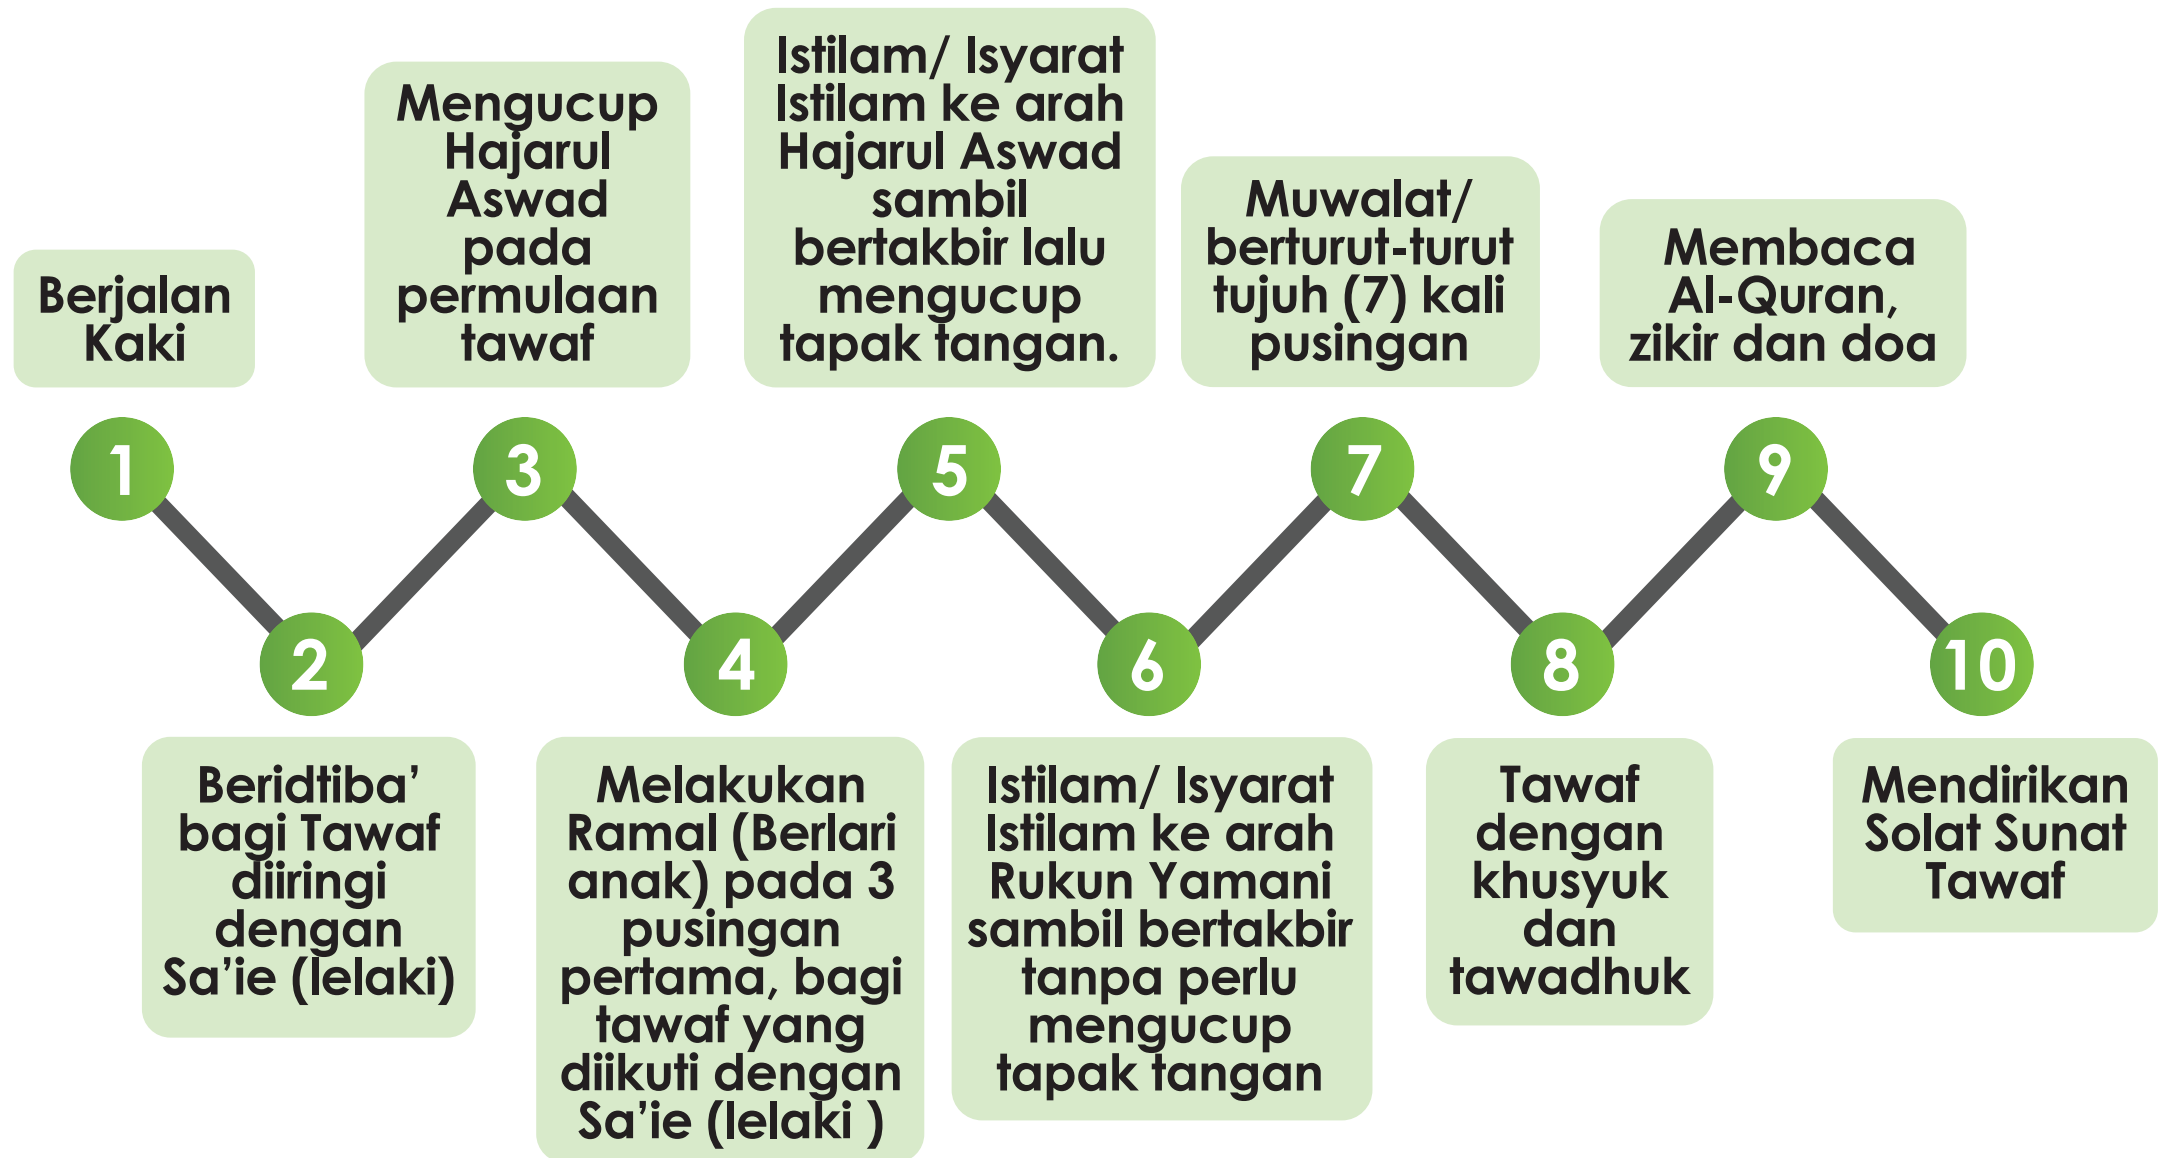 1
Berjalan
Kaki
2
Beridtiba’
bagi Tawaf
diiringi
dengan
Sa’ie (lelaki)
3
Mengucup
Hajarul
Aswad
pada
permulaan
tawaf
4
Melakukan
Ramal (Berlari
anak) pada 3
pusingan
pertama, bagi
tawaf yang
diikuti dengan
Sa’ie (lelaki )
5
Istilam/ Isyarat
Istilam ke arah
Hajarul Aswad
sambil
bertakbir lalu
mengucup
tapak tangan.
6
Istilam/ Isyarat
Istilam ke arah
Rukun Yamani
sambil bertakbir
tanpa perlu
mengucup
tapak tangan
7
Muwalat/
berturut-turut
tujuh (7) kali
pusingan
8
Tawaf
dengan
khusyuk
dan
tawadhuk
9
Membaca
Al-Quran,
zikir dan doa
10
Mendirikan
Solat Sunat
Tawaf